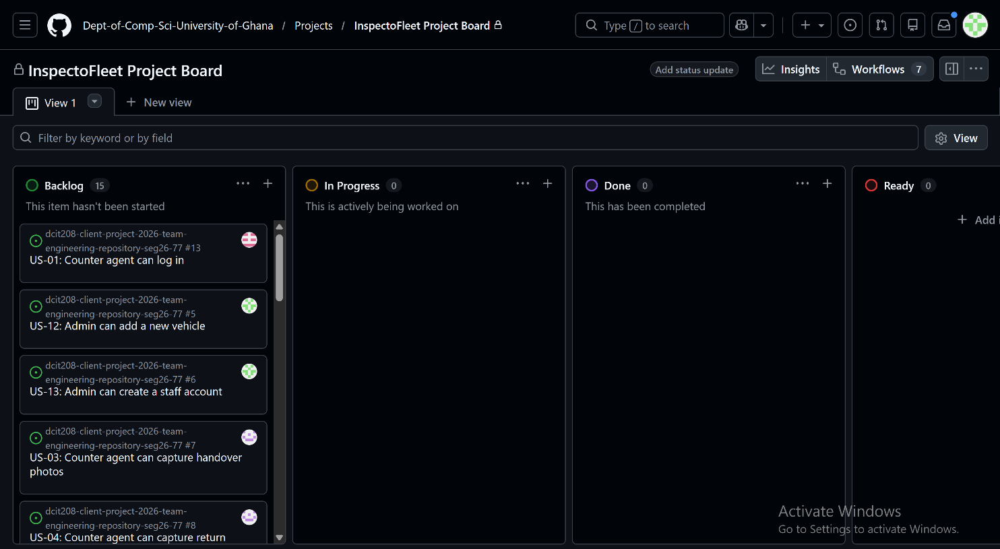 Dept-of-Comp-Sci-University-of-Ghana / Projects / InspectoFleet Project Board
Type / to search
InspectoFleet Project Board
Add status update
Insights
Workflows 7
View 1
New view
Filter by keyword or by field
View
Backlog 15
This item hasn't been started
dcit208-client-project-2026-team-
engineering-repository-seg26-77 #13
US-01: Counter agent can log in
dcit208-client-project-2026-team-
engineering-repository-seg26-77 #5
US-12: Admin can add a new vehicle
dcit208-client-project-2026-team-
engineering-repository-seg26-77 #6
US-13: Admin can create a staff account
dcit208-client-project-2026-team-
engineering-repository-seg26-77 #7
US-03: Counter agent can capture handover
photos
dcit208-client-project-2026-team-
engineering-repository-seg26-77 #8
US-04: Counter agent can capture return
In Progress 0
This is actively being worked on
Done 0
This has been completed
Ready 0
+ Add i
Activate Windows
Go to Settings to activate Windows.